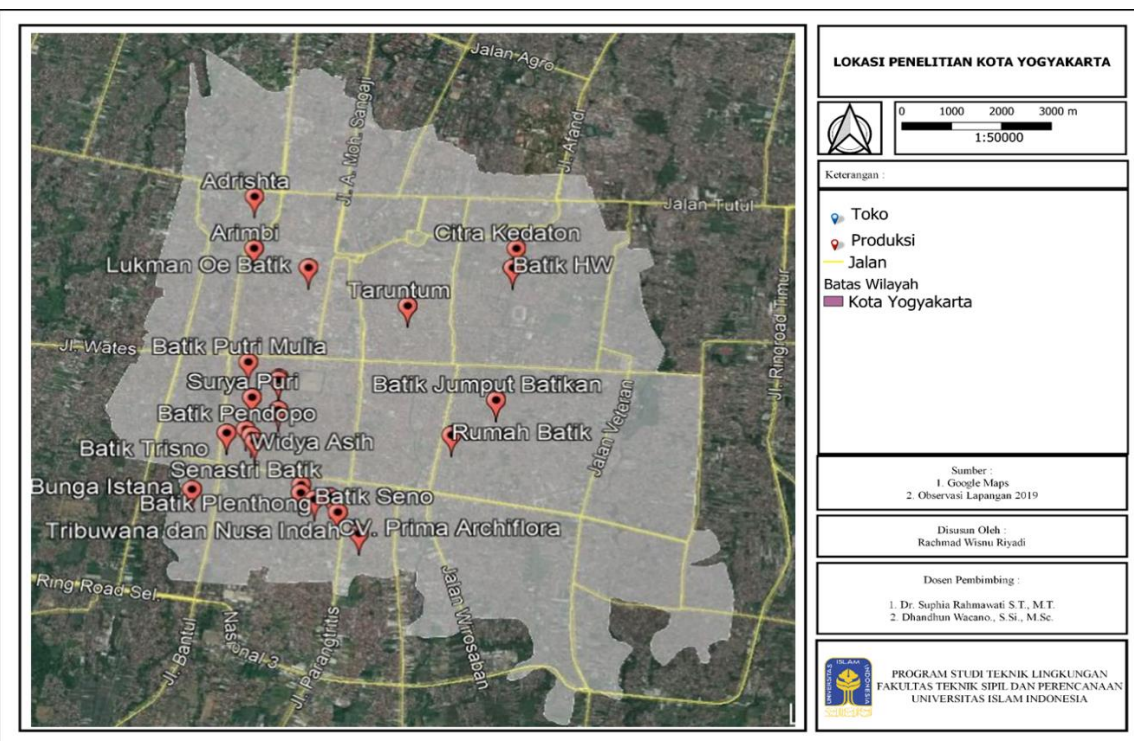 Jalan Agro
Jl. A. Moh. Sangaji
Jl. Afandi
Adrishta
Jalan Tutul
Arimbi
Citra Kedaton
Lukman Oe Batik
Batik HW
Taruntum
Jl. Ringroad Timur
Jl. Wates
Batik Putri Mulia
Surya Puri
Batik Jumput Batikan
Batik Pendopo
Rumah Batik
Batik Trisno
Widya Asih
Jalan Veteran
Senastri Batik
Bunga Istana
Batik Plenthong
Batik Seno
Tribuwana dan Nusa Indah
CV. Prima Archiflora
Ring Road Sel.
Jl. Bantul
Nasional 3
Jl. Parangtritis
Jalan Wirosaban
LOKASI PENELITIAN KOTA YOGYAKARTA
0 1000 2000 3000 m
1:50000
Keterangan :
Toko
Produksi
Jalan
Batas Wilayah
Kota Yogyakarta
Sumber :
1. Google Maps
2. Observasi Lapangan 2019
Disusun Oleh :
Rachmad Wisnu Riyadi
Dosen Pembimbing :
1. Dr. Suphia Rahmawati S.T., M.T.
2. Dhandhun Wacano., S.Si., M.Sc.
UNIVERSITAS ISLAM INDONESIA
PROGRAM STUDI TEKNIK LINGKUNGAN
FAKULTAS TEKNIK SIPIL DAN PERENCANAAN
UNIVERSITAS ISLAM INDONESIA